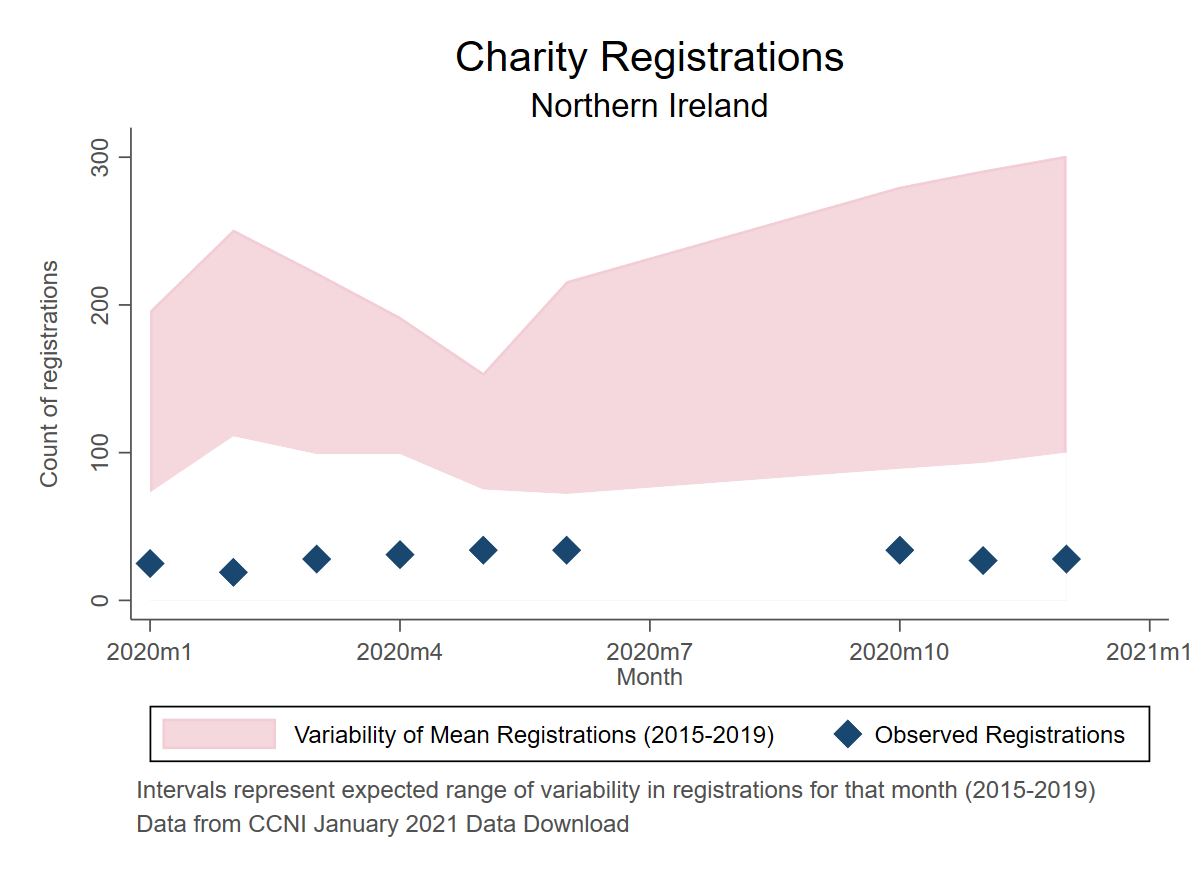 Charity Registrations
Northern Ireland
Count of registrations
300
200
100
0
2020m1 2020m4 2020m7 2020m10 2021m1
Month
Variability of Mean Registrations (2015-2019) Observed Registrations
Intervals represent expected range of variability in registrations for that month (2015-2019)
Data from CCNI January 2021 Data Download